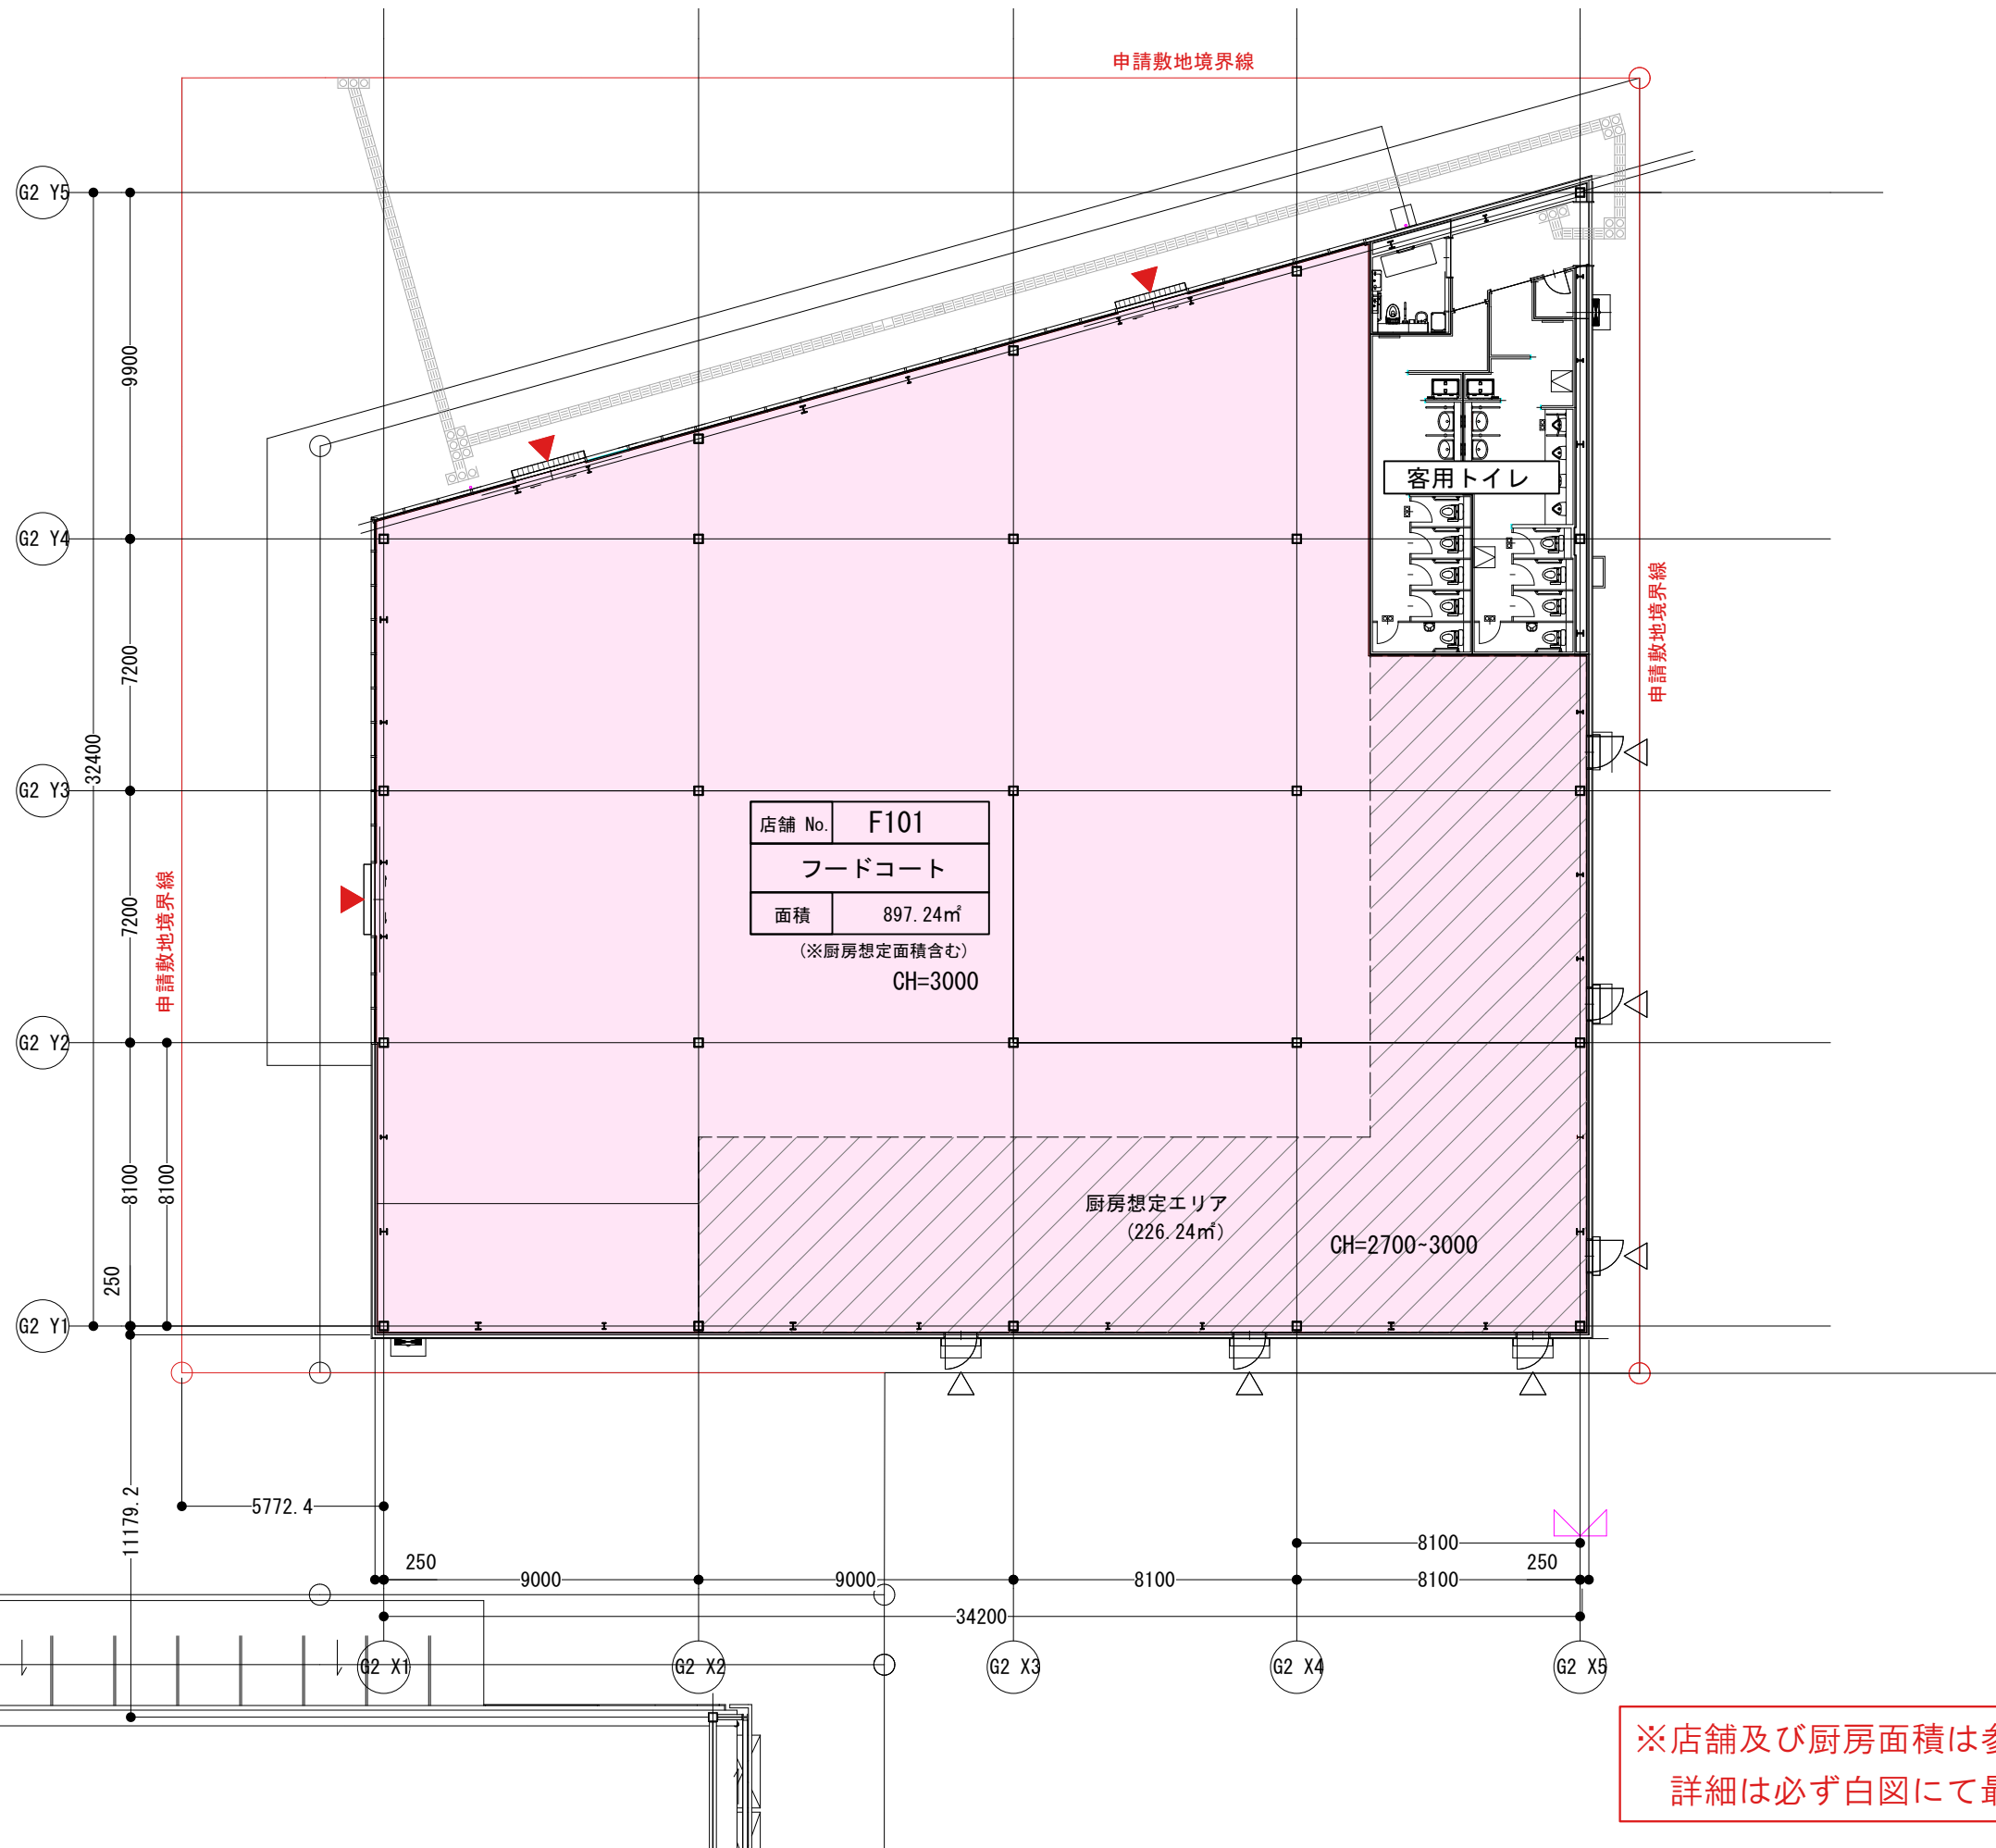 申請敷地境界線
G2 Y5
9900
客用トイレ
G2 Y4
申請敷地境界線
7200
32400
G2 Y3
店舗 No. F101
フードコート
面積 897.24㎡
(※厨房想定面積含む)
CH=3000
7200
申請敷地境界線
G2 Y2
8100
8100
厨房想定エリア
(226.24㎡)
CH=2700~3000
250
G2 Y1
11179.2
5772.4
8100
250
9000
9000
8100
8100
250
34200
G2 X1
G2 X2
G2 X3
G2 X4
G2 X5
※店舗及び厨房面積は参
詳細は必ず白図にて最